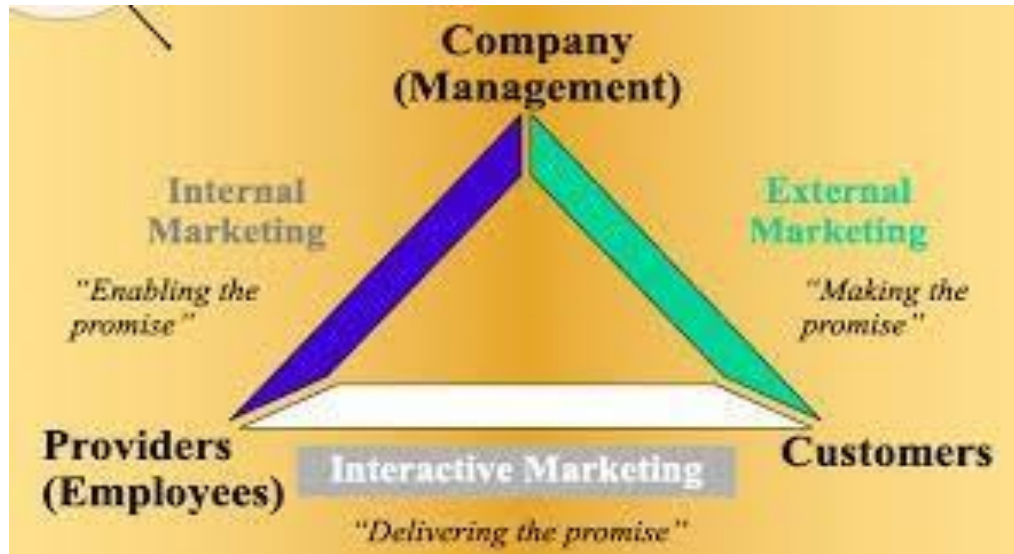 Company
(Management)
Internal
Marketing
External
Marketing
“Enabling the
promise”
“Making the
promise”
Providers
(Employees)
Customers
Interactive Marketing
“Delivering the promise”